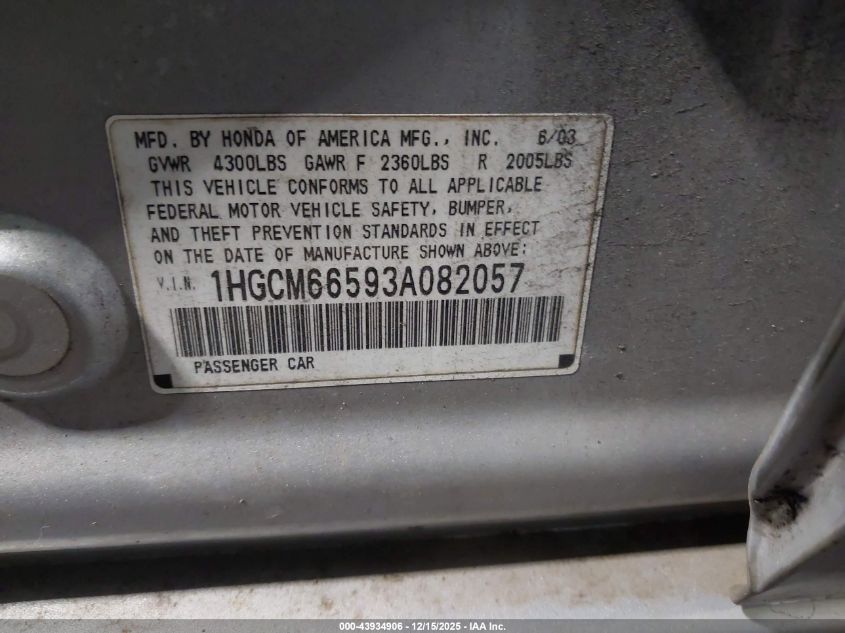 MFD. BY HONDA OF AMERICA MFG., INC. 6/03
GVWR 4300LBS GAWR F 2360LBS R 2005LBS
THIS VEHICLE CONFORMS TO ALL APPLICABLE
FEDERAL MOTOR VEHICLE SAFETY, BUMPER,
AND THEFT PREVENTION STANDARDS IN EFFECT
ON THE DATE OF MANUFACTURE SHOWN ABOVE:
V.I.N. 1HGCM66593A082057
PASSENGER CAR
000-43934906 - 12/15/2025 - IAA Inc.